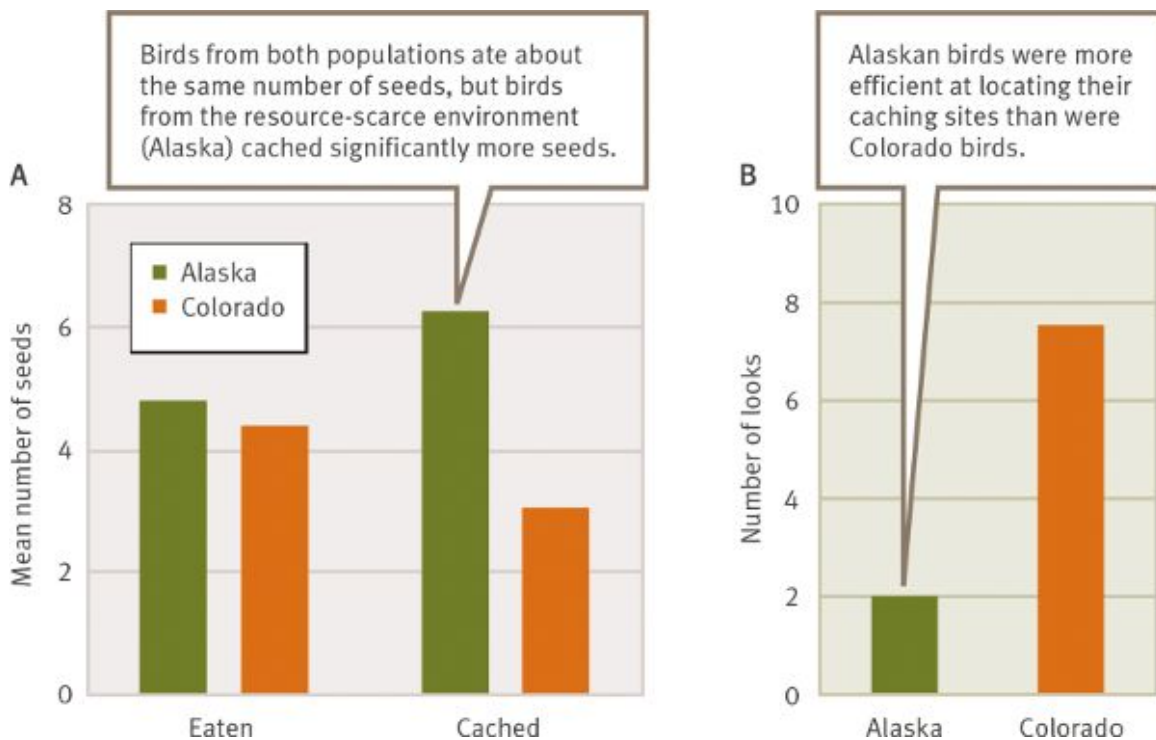 Birds from both populations ate about
the same number of seeds, but birds
from the resource-scarce environment
(Alaska) cached significantly more seeds.
A
8
6
4
2
0
Mean number of seeds
Alaska
Colorado
Eaten
Cached
Alaskan birds were more
efficient at locating their
caching sites than were
Colorado birds.
B
10
8
6
4
2
0
Number of looks
Alaska
Colorado